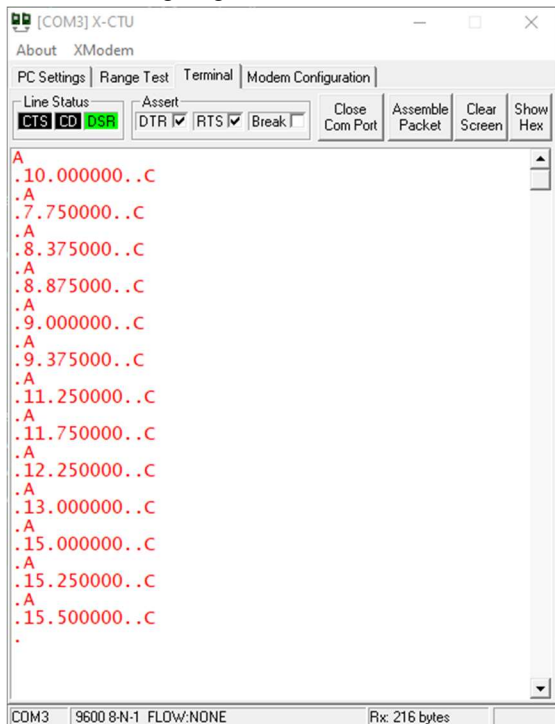 [COM3] X-CTU
About XModem
PC Settings Range Test Terminal Modem Configuration
Line Status Assert
CTS CD DSR DTR RTS Break Close Com Port Assemble Packet Clear Screen Show Hex
A
.10.000000..C
.A
.7.750000..C
.A
.8.375000..C
.A
.8.875000..C
.A
.9.000000..C
.A
.9.375000..C
.A
.11.250000..C
.A
.11.750000..C
.A
.12.250000..C
.A
.13.000000..C
.A
.15.000000..C
.A
.15.250000..C
.A
.15.500000..C
.
COM3 9600 8-N-1 FLOW:NONE Rx: 216 bytes